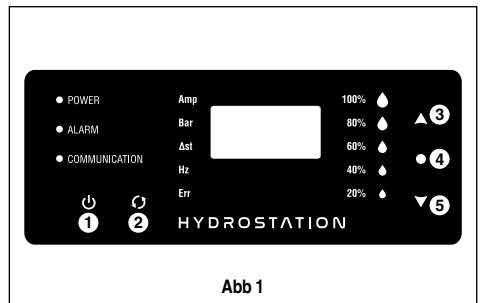 POWER
ALARM
COMMUNICATION
1
2
Amp
Bar
Δst
Hz
Err
100%
80%
60%
40%
20%
3
4
5
HYDROSTATION
Abb 1